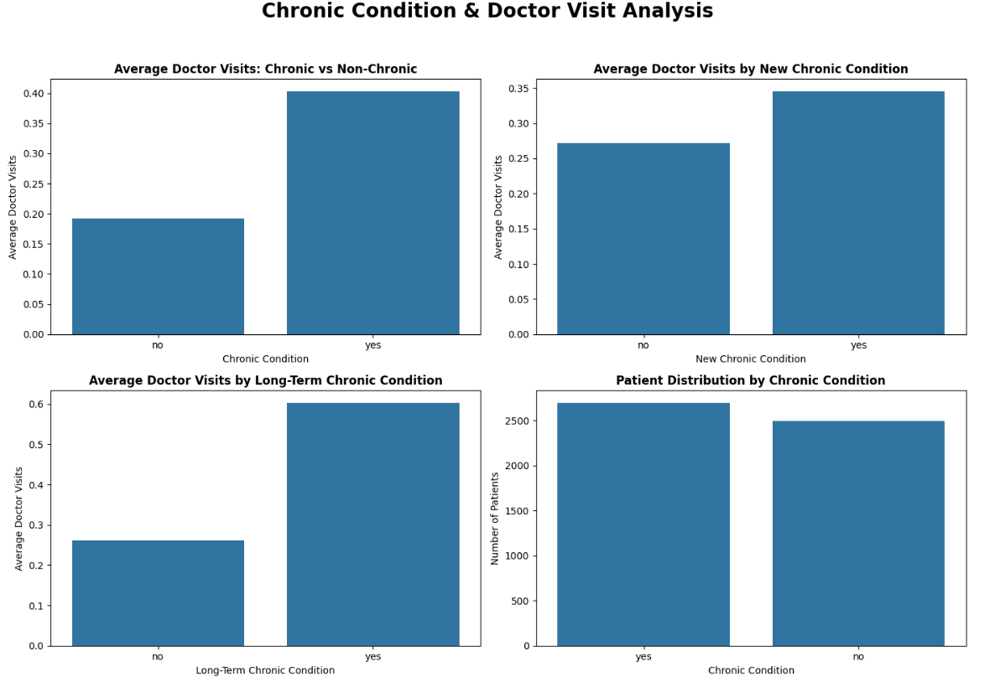 Chronic Condition & Doctor Visit Analysis
Average Doctor Visits: Chronic vs Non-Chronic
Average Doctor Visits
0.40
0.35
0.30
0.25
0.20
0.15
0.10
0.05
0.00
no
yes
Chronic Condition
Average Doctor Visits by New Chronic Condition
Average Doctor Visits
0.35
0.30
0.25
0.20
0.15
0.10
0.05
0.00
no
yes
New Chronic Condition
Average Doctor Visits by Long-Term Chronic Condition
Average Doctor Visits
0.6
0.5
0.4
0.3
0.2
0.1
0.0
no
yes
Long-Term Chronic Condition
Patient Distribution by Chronic Condition
Number of Patients
2500
2000
1500
1000
500
0
yes
no
Chronic Condition